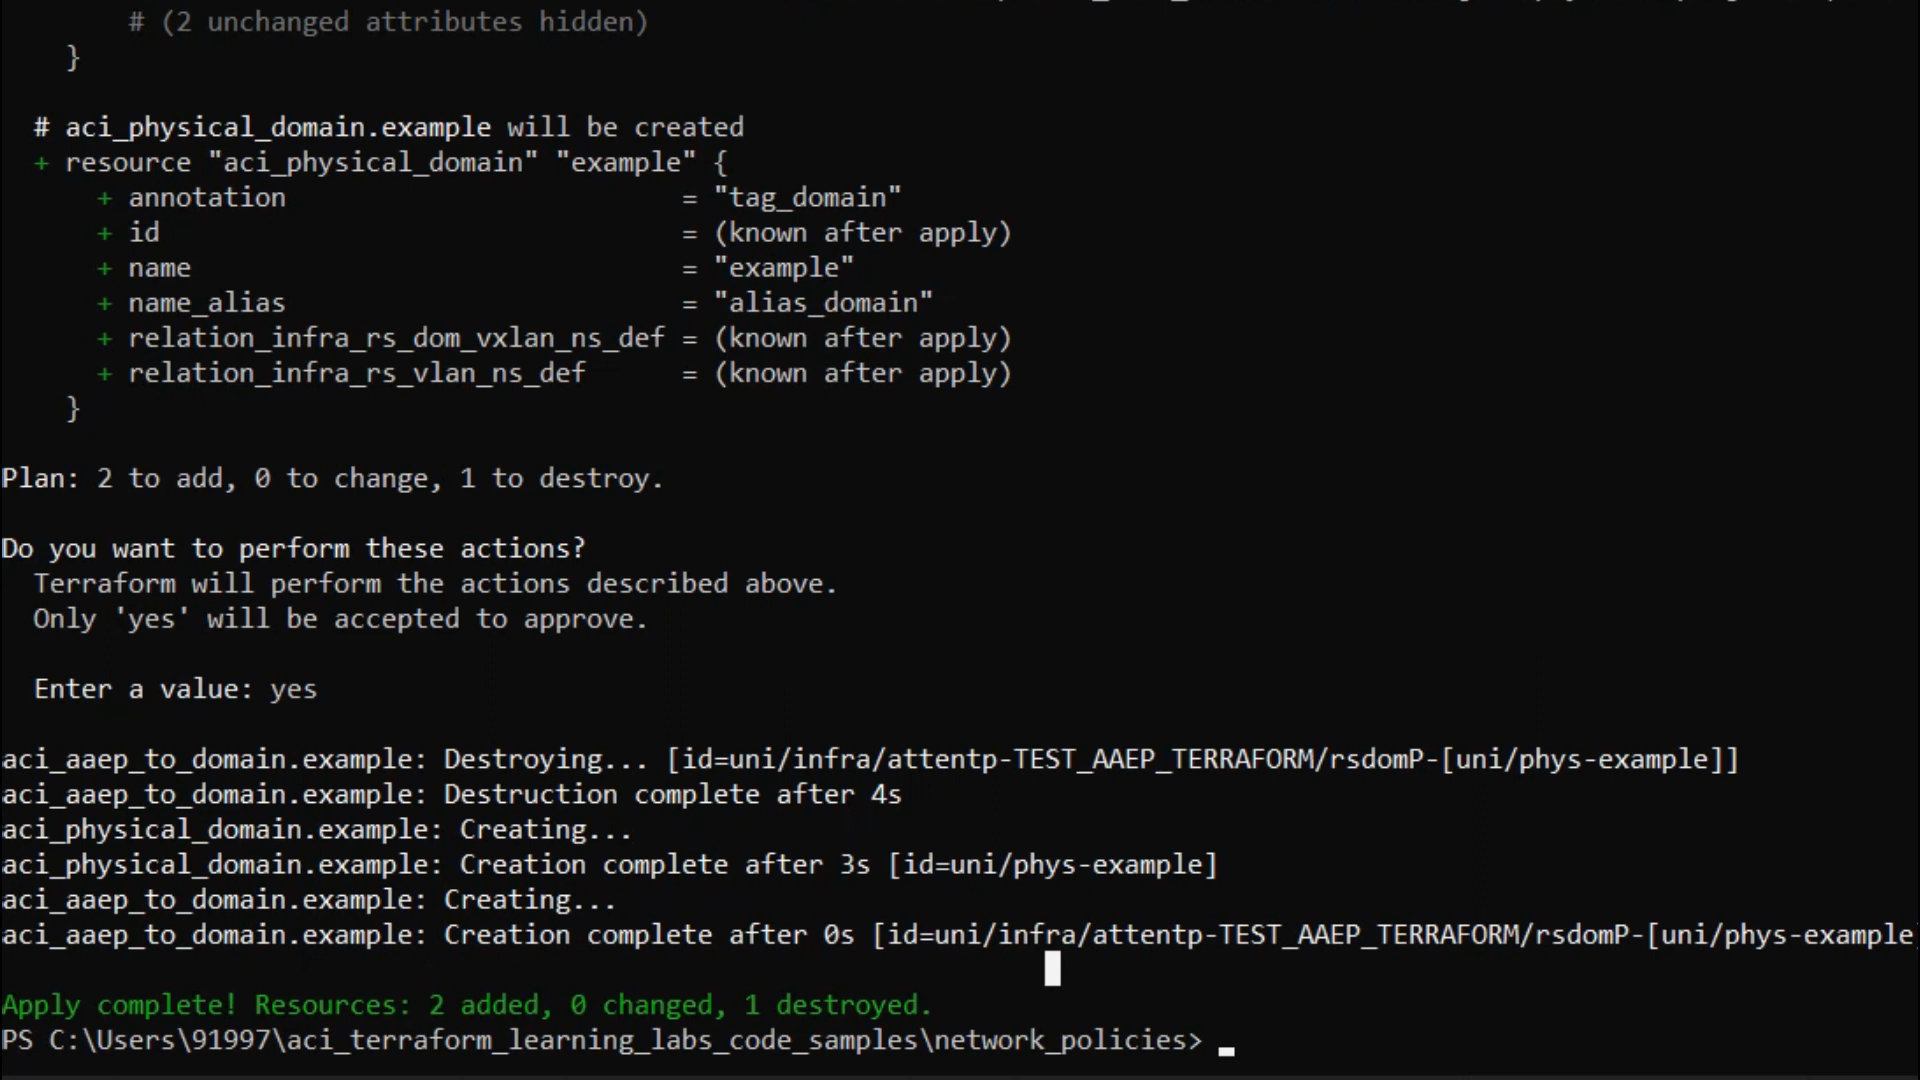 # (2 unchanged attributes hidden)
}
# aci_physical_domain.example will be created
+ resource "aci_physical_domain" "example" {
+ annotation = "tag_domain"
+ id = (known after apply)
+ name = "example"
+ name_alias = "alias_domain"
+ relation_infra_rs_dom_vxlan_ns_def = (known after apply)
+ relation_infra_rs_vlan_ns_def = (known after apply)
}
Plan: 2 to add, 0 to change, 1 to destroy.
Do you want to perform these actions?
Terraform will perform the actions described above.
Only 'yes' will be accepted to approve.
Enter a value: yes
aci_aaep_to_domain.example: Destroying... [id=uni/infra/attentp-TEST_AAEP_TERRAFORM/rsdomP-[uni/phys-example]]
aci_aaep_to_domain.example: Destruction complete after 4s
aci_physical_domain.example: Creating...
aci_physical_domain.example: Creation complete after 3s [id=uni/phys-example]
aci_aaep_to_domain.example: Creating...
aci_aaep_to_domain.example: Creation complete after 0s [id=uni/infra/attentp-TEST_AAEP_TERRAFORM/rsdomP-[uni/phys-example
Apply complete! Resources: 2 added, 0 changed, 1 destroyed.
PS C:\Users\91997\aci_terraform_learning_labs_code_samples\network_policies>